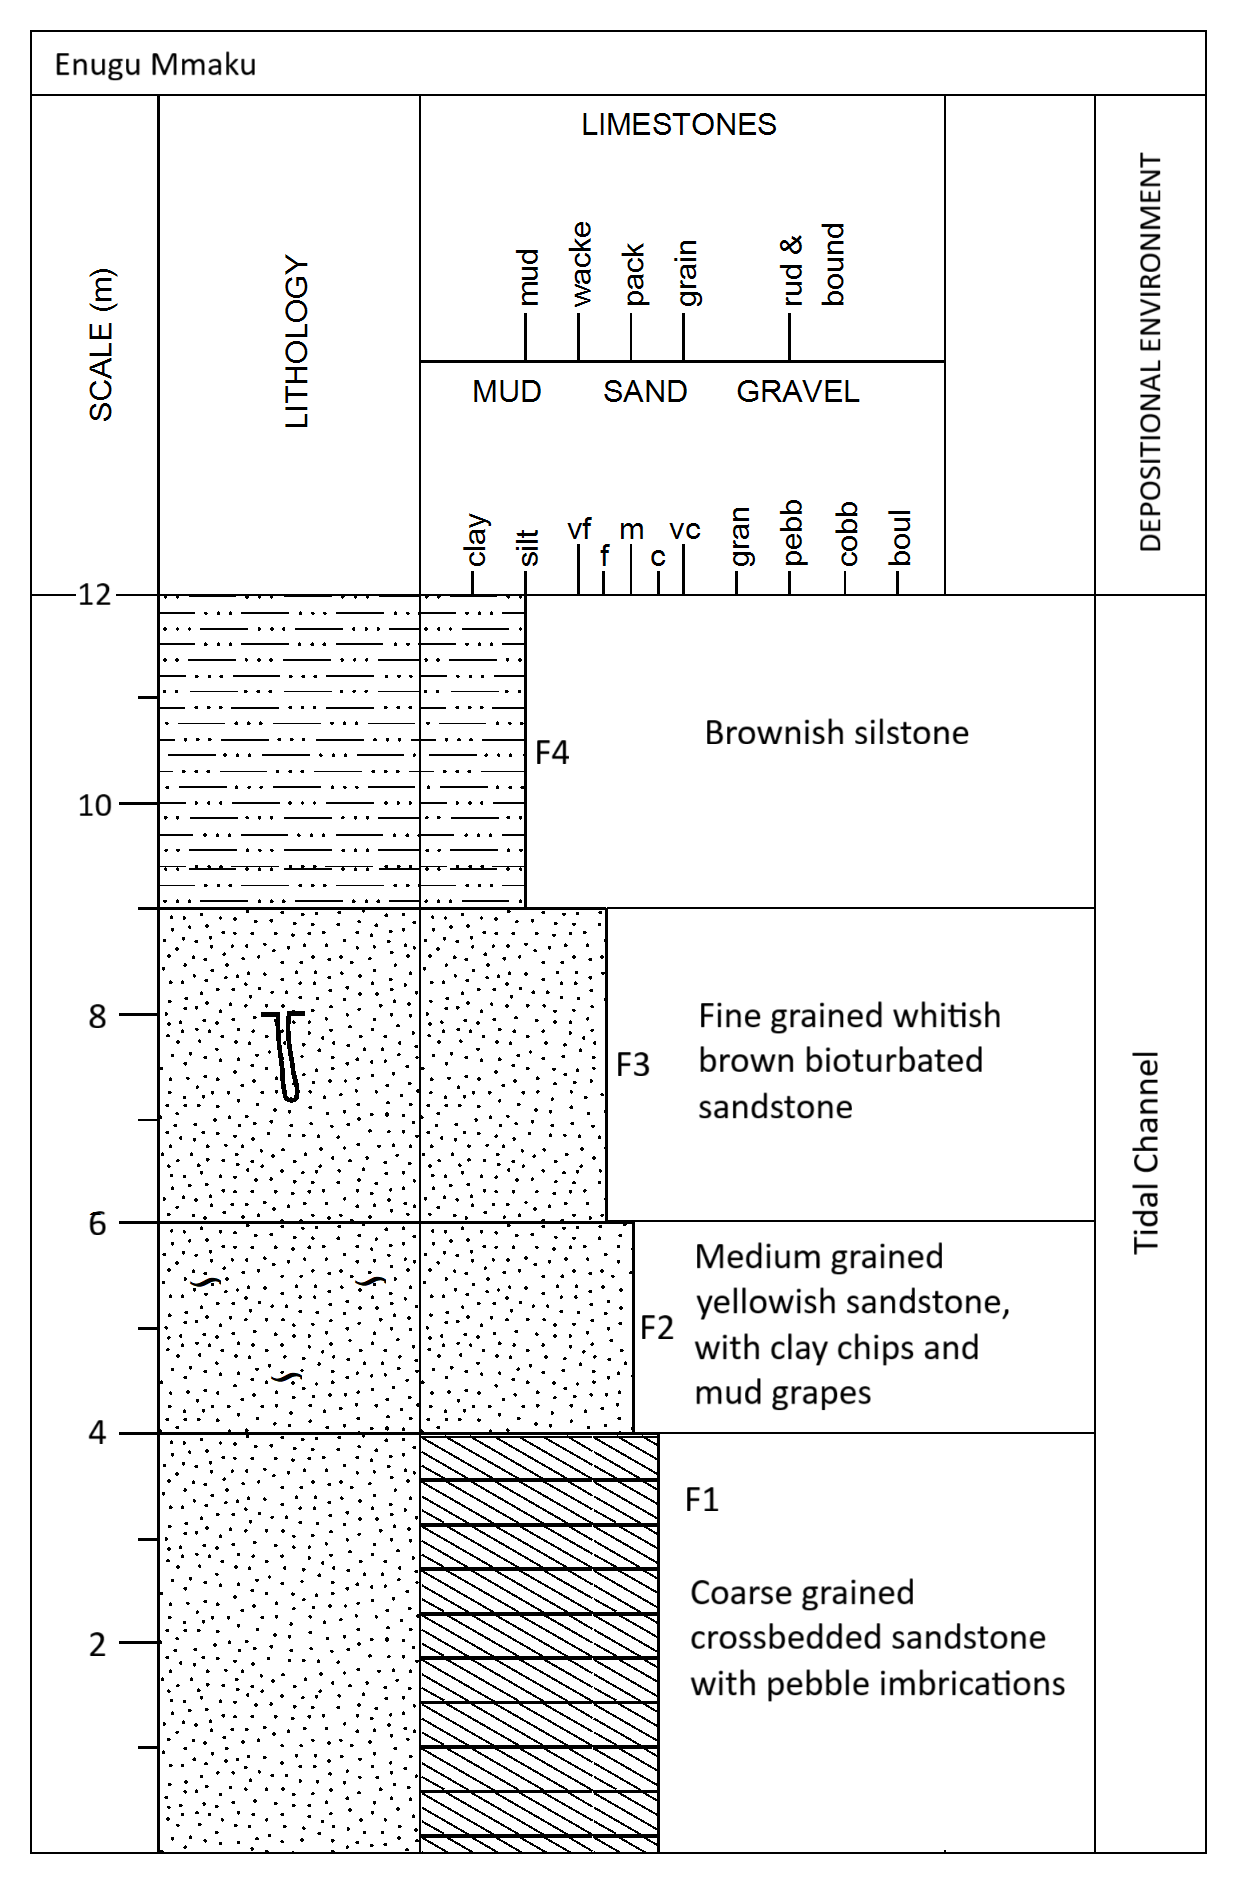 Enugu Mmaku
SCALE (m)
LITHOLOGY
LIMESTONES
mud
wacke
pack
grain
rud &
bound
MUD SAND GRAVEL
clay
silt
vf
f
m
c
vc
gran
pebb
cobb
boul
DEPOSITIONAL ENVIRONMENT
12
F4
Brownish silstone
10
8
F3
Fine grained whitish
brown bioturbated
sandstone
6
F2
Medium grained
yellowish sandstone,
with clay chips and
mud grapes
4
F1
Coarse grained
crossbedded sandstone
with pebble imbrications
2
Tidal Channel